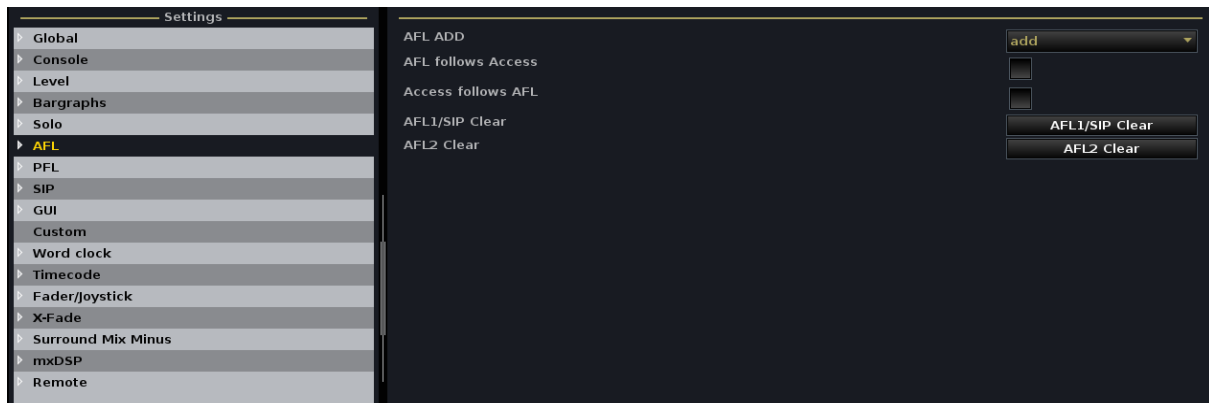 Settings
Global
Console
Level
Bargraphs
Solo
AFL
PFL
SIP
GUI
Custom
Word clock
Timecode
Fader/Joystick
X-Fade
Surround Mix Minus
mxDSP
Remote
AFL ADD
add
AFL follows Access
Access follows AFL
AFL1/SIP Clear
AFL1/SIP Clear
AFL2 Clear
AFL2 Clear